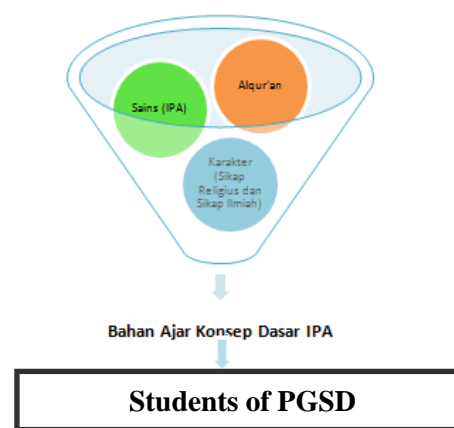 Alqur'an
Sains (IPA)
Karakter
(Sikap
Religius dan
Sikap Ilmiah)
Bahan Ajar Konsep Dasar IPA
Students of PGSD